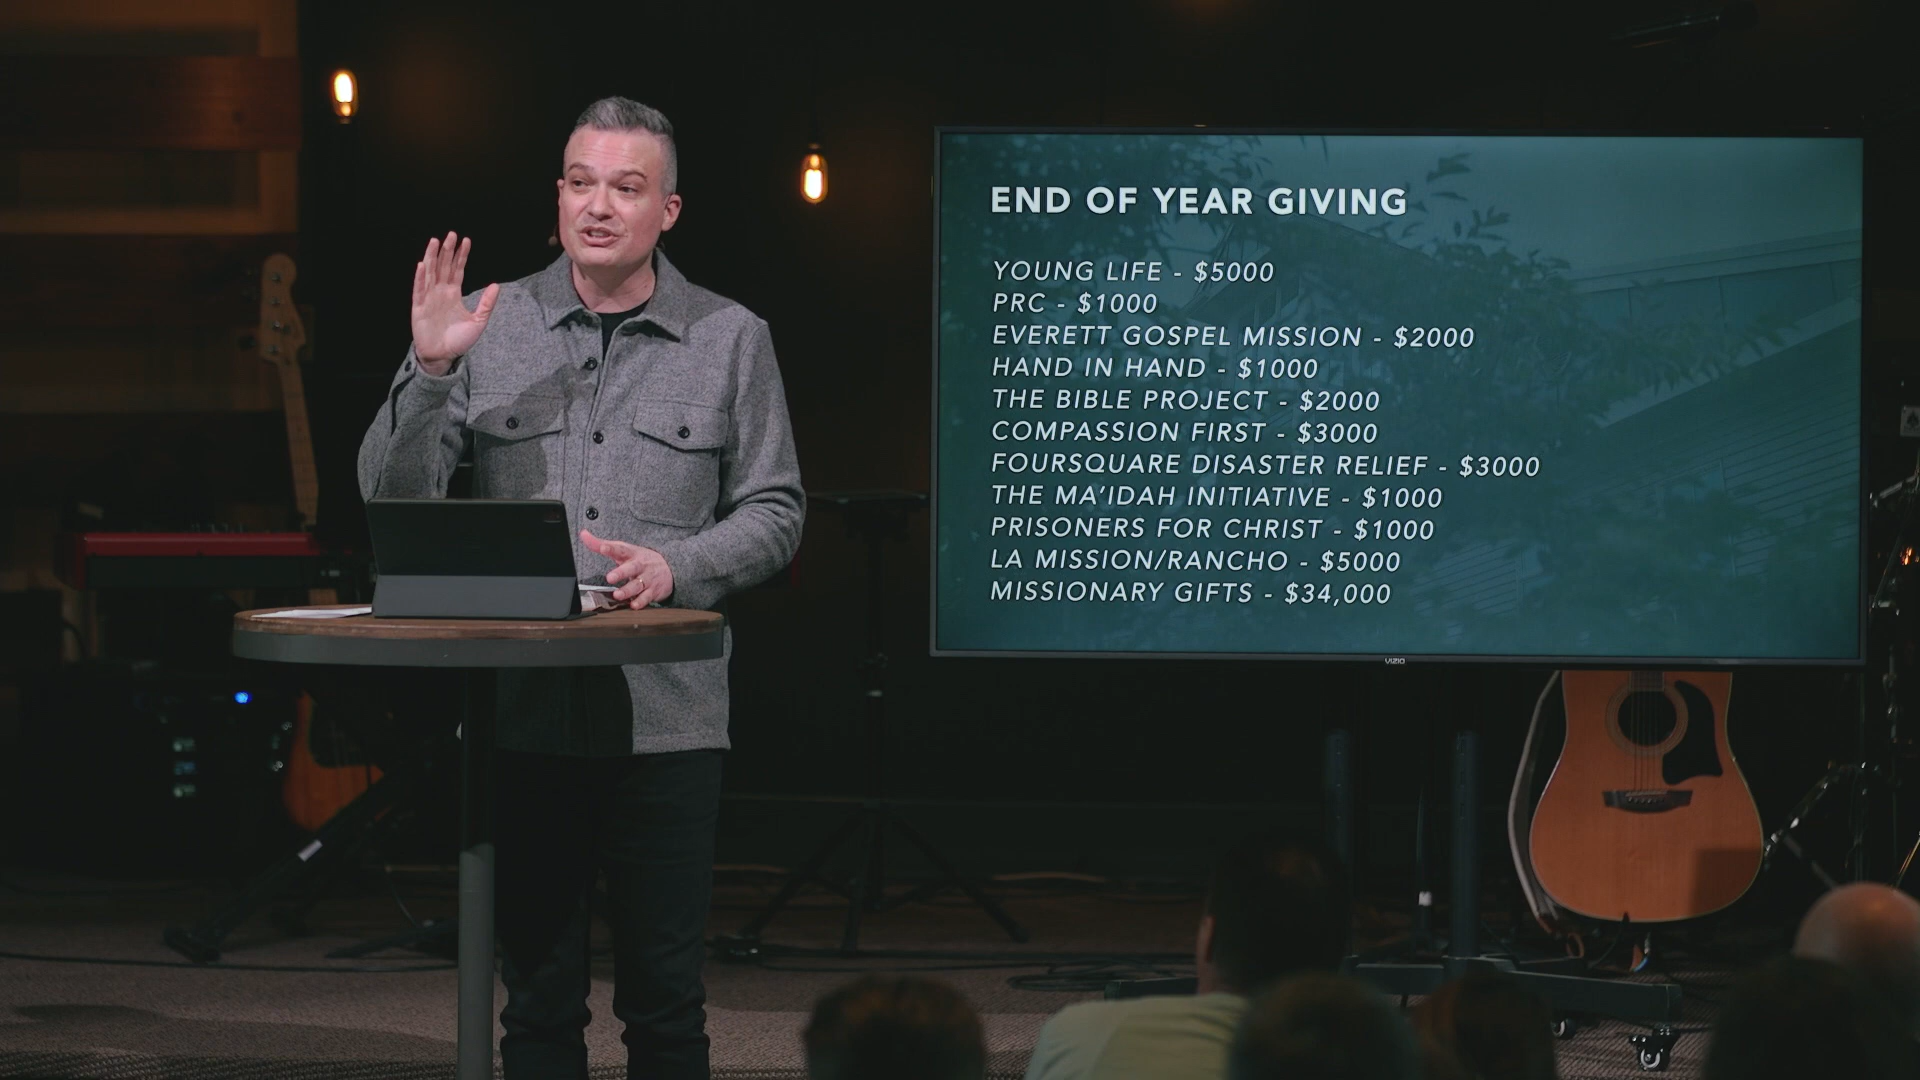 END OF YEAR GIVING
YOUNG LIFE - $5000
PRC - $1000
EVERETT GOSPEL MISSION - $2000
HAND IN HAND - $1000
THE BIBLE PROJECT - $2000
COMPASSION FIRST - $3000
FOURSQUARE DISASTER RELIEF - $3000
THE MA'IDAH INITIATIVE - $1000
PRISONERS FOR CHRIST - $1000
LA MISSION/RANCHO - $5000
MISSIONARY GIFTS - $34,000
VIZIO